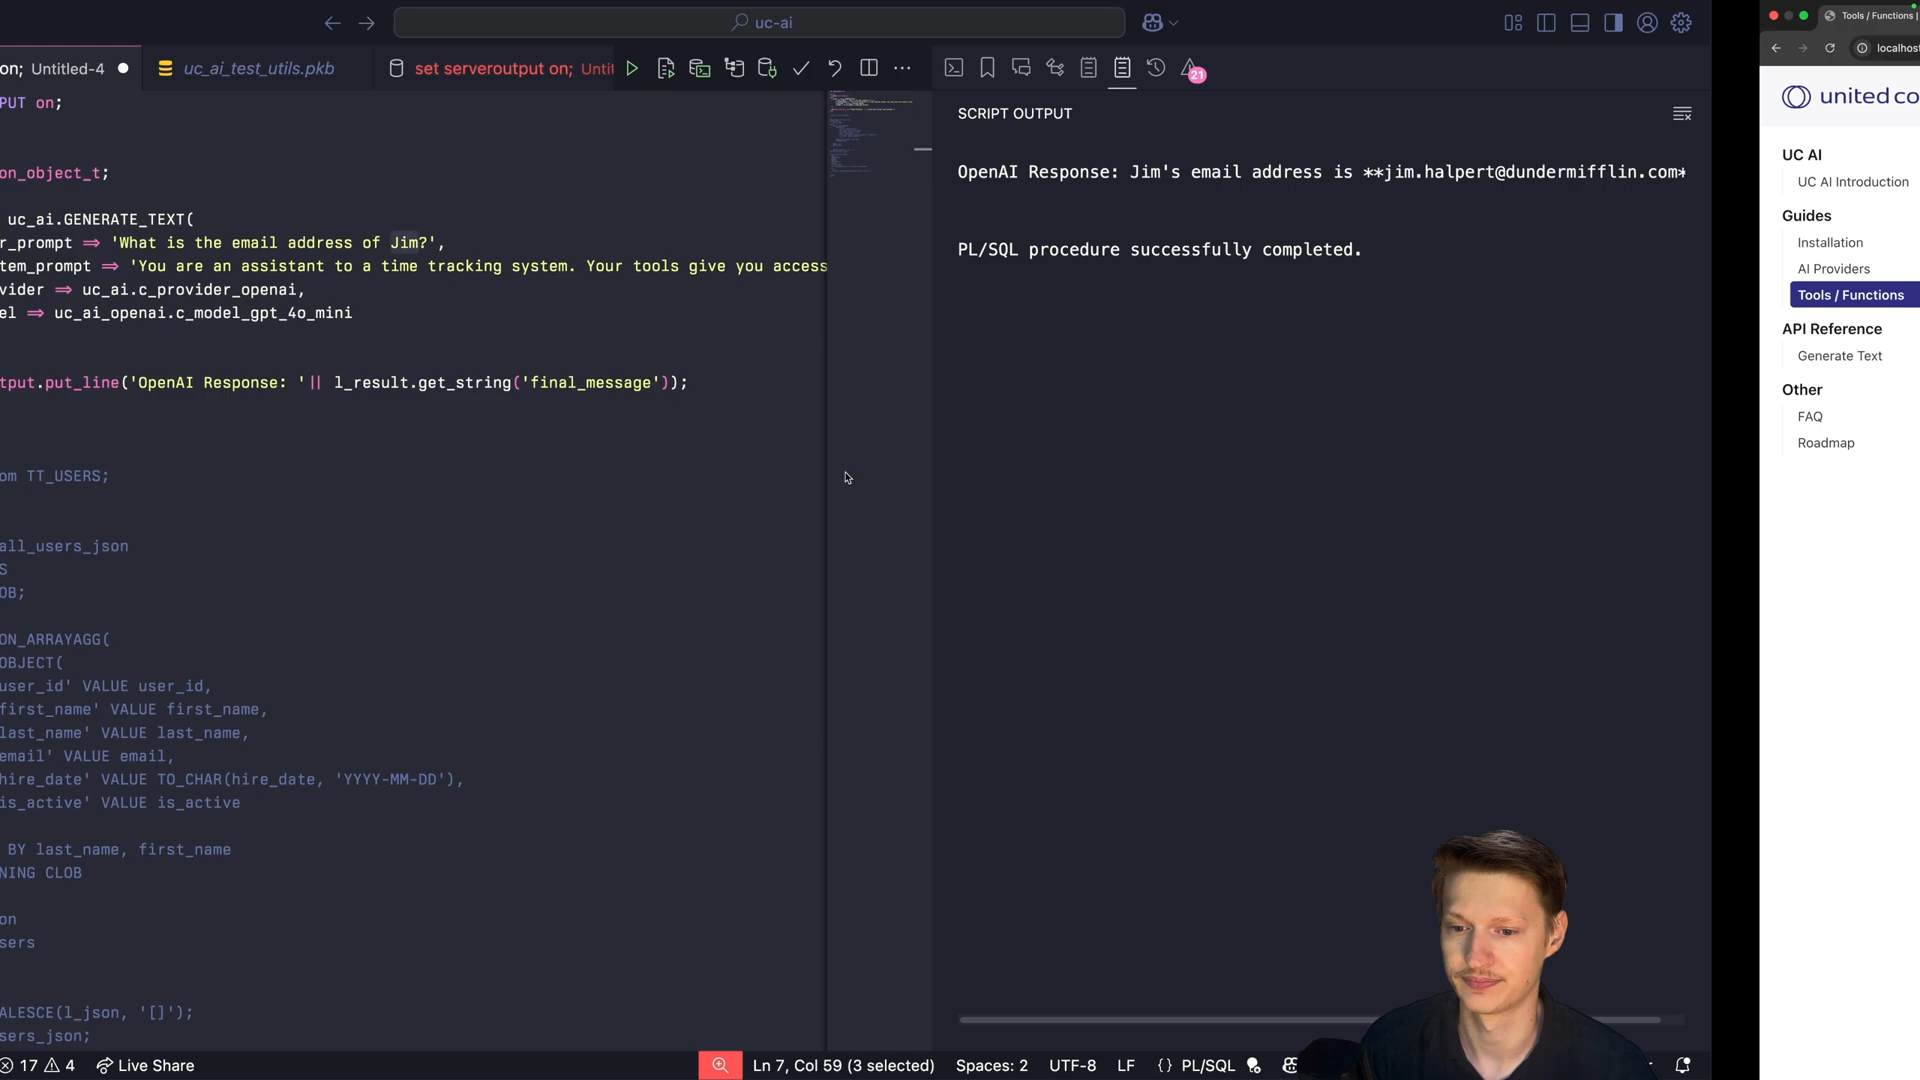 uc-ai
on; Untitled-4
uc_ai_test_utils.pkb
set serveroutput on; Unti
21
PUT on;
on_object_t;
uc_ai.GENERATE_TEXT(
r_prompt => 'What is the email address of Jim?',
tem_prompt => 'You are an assistant to a time tracking system. Your tools give you access
vider => uc_ai.c_provider_openai,
el => uc_ai_openai.c_model_gpt_4o_mini
tput.put_line('OpenAI Response: '|| l_result.get_string('final_message'));
om TT_USERS;
all_users_json
S
OB;
ON_ARRAYAGG(
OBJECT(
user_id' VALUE user_id,
first_name' VALUE first_name,
last_name' VALUE last_name,
email' VALUE email,
hire_date' VALUE TO_CHAR(hire_date, 'YYYY-MM-DD'),
is_active' VALUE is_active
BY last_name, first_name
NING CLOB
on
sers
ALESCE(l_json, '[]');
sers_json;
SCRIPT OUTPUT
OpenAI Response: Jim's email address is **jim.halpert@dundermifflin.com*
PL/SQL procedure successfully completed.
17 4 Live Share
Ln 7, Col 59 (3 selected) Spaces: 2 UTF-8 LF {} PL/SQL
Tools / Functions |
localhos
united co
UC AI
UC AI Introduction
Guides
Installation
AI Providers
Tools / Functions
API Reference
Generate Text
Other
FAQ
Roadmap